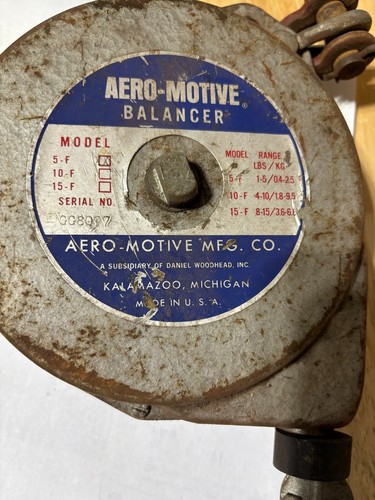 AERO-MOTIVE®
BALANCER
MODEL
5-F
10-F
15-F
SERIAL NO.
MODEL RANGE
LBS/KG
5-F 1-5/0.4-2.5
10-F 4-10/1.8-
15-F 8-15/3.6-6.8
AERO-MOTIVE MFG. CO.
A SUBSIDIARY OF DANIEL WOODHEAD, INC.
KALAMAZOO, MICHIGAN
MADE IN U.S.A.